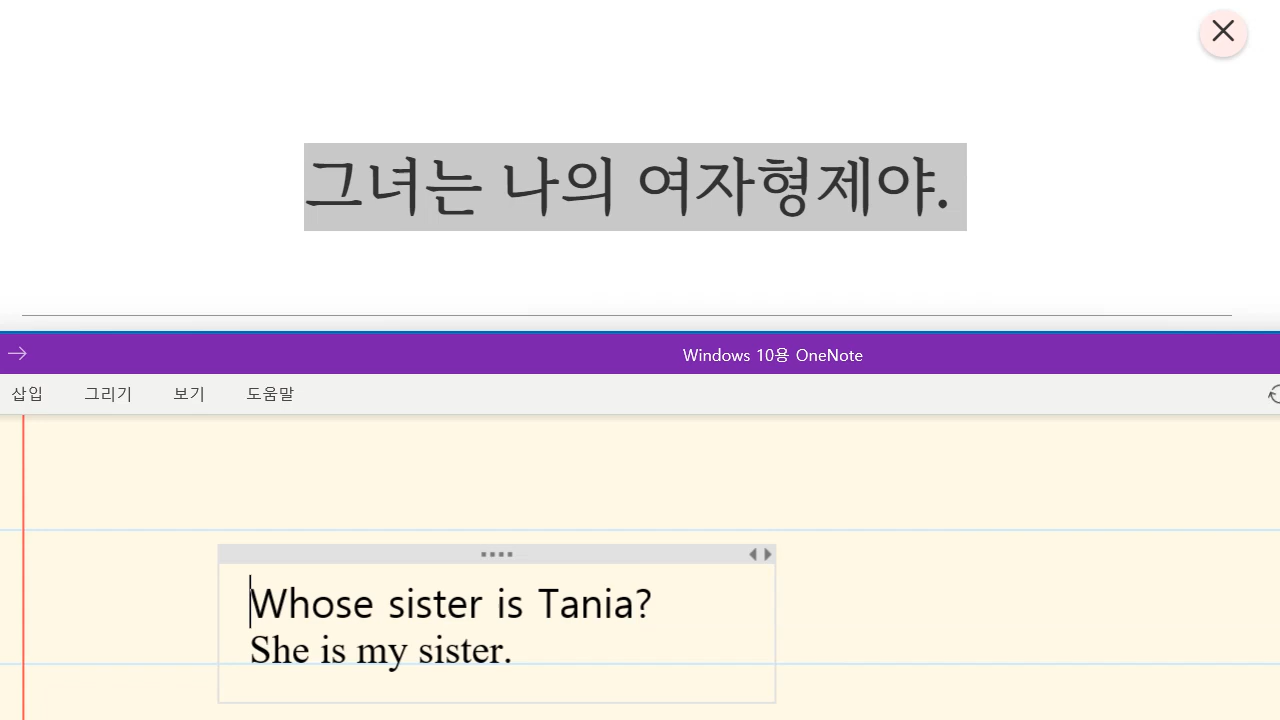 그녀는 나의 여자형제야.
Windows 10용 OneNote
삽입 그리기 보기 도움말
Whose sister is Tania?
She is my sister.